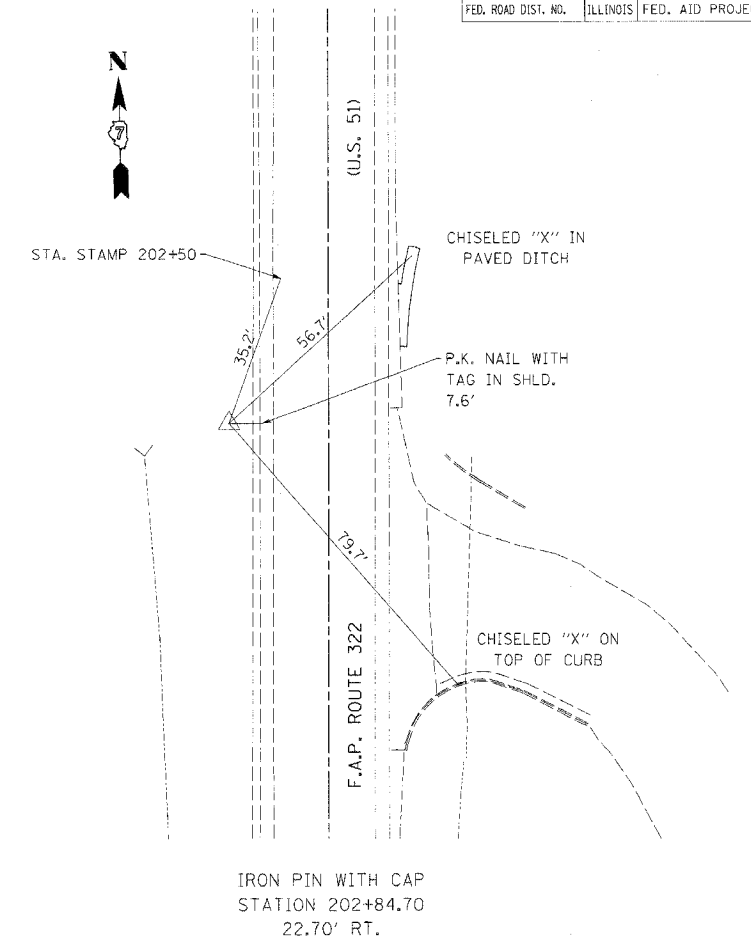 FED. ROAD DIST. NO. ILLINOIS FED. AID PROJE
N
7
(U.S. 51)
STA. STAMP 202+50
CHISELED "X" IN
PAVED DITCH
35.2'
56.7'
P.K. NAIL WITH
TAG IN SHLD.
7.6'
79.7'
CHISELED "X" ON
TOP OF CURB
F.A.P. ROUTE 322
IRON PIN WITH CAP
STATION 202+84.70
22.70' RT.